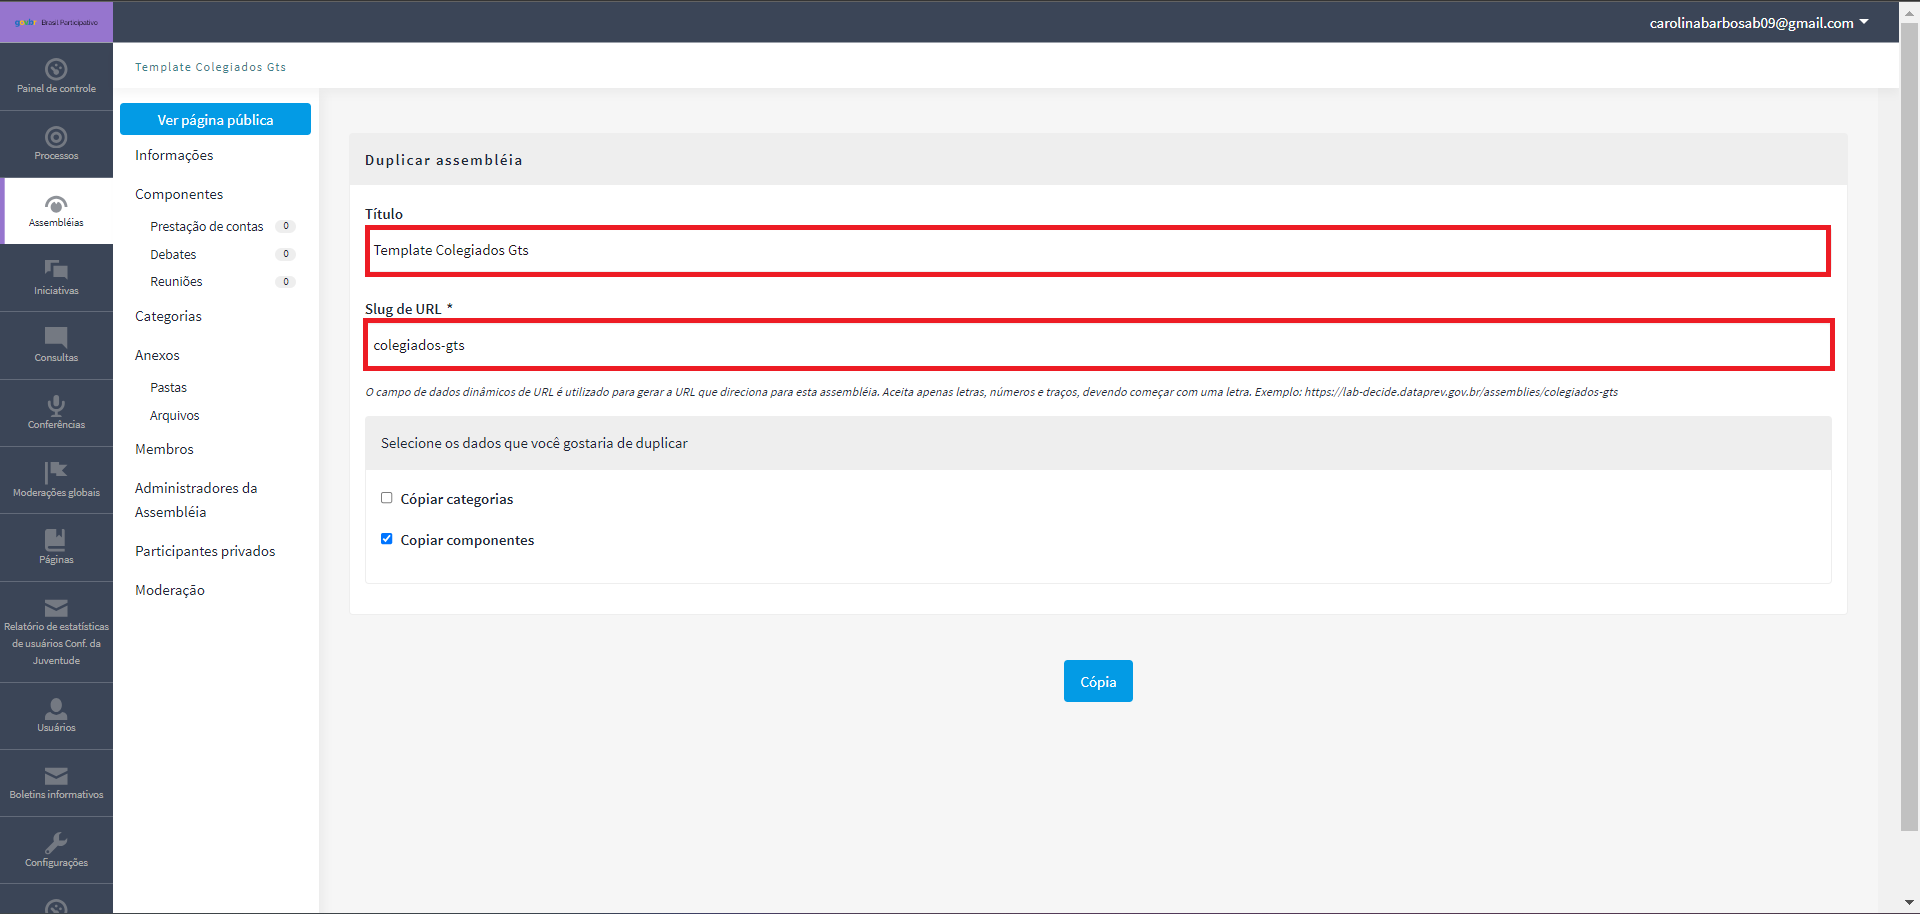 gov.br Brasil Participativo
carolinabarbosab09@gmail.com
Painel de controle
Processos
Assembléias
Iniciativas
Consultas
Conferências
Moderações globais
Páginas
Relatório de estatísticas
de usuários Conf. da
Juventude
Usuários
Boletins informativos
Configurações
Template Colegiados Gts
Ver página pública
Informações
Componentes
Prestação de contas 0
Debates 0
Reuniões 0
Categorias
Anexos
Pastas
Arquivos
Membros
Administradores da
Assembléia
Participantes privados
Moderação
Duplicar assembléia
Título
Template Colegiados Gts
Slug de URL *
colegiados-gts
O campo de dados dinâmicos de URL é utilizado para gerar a URL que direciona para esta assembléia. Aceita apenas letras, números e traços, devendo começar com uma letra. Exemplo: https://lab-decide.dataprev.gov.br/assemblies/colegiados-gts
Selecione os dados que você gostaria de duplicar
Cópiar categorias
Copiar componentes
Cópia